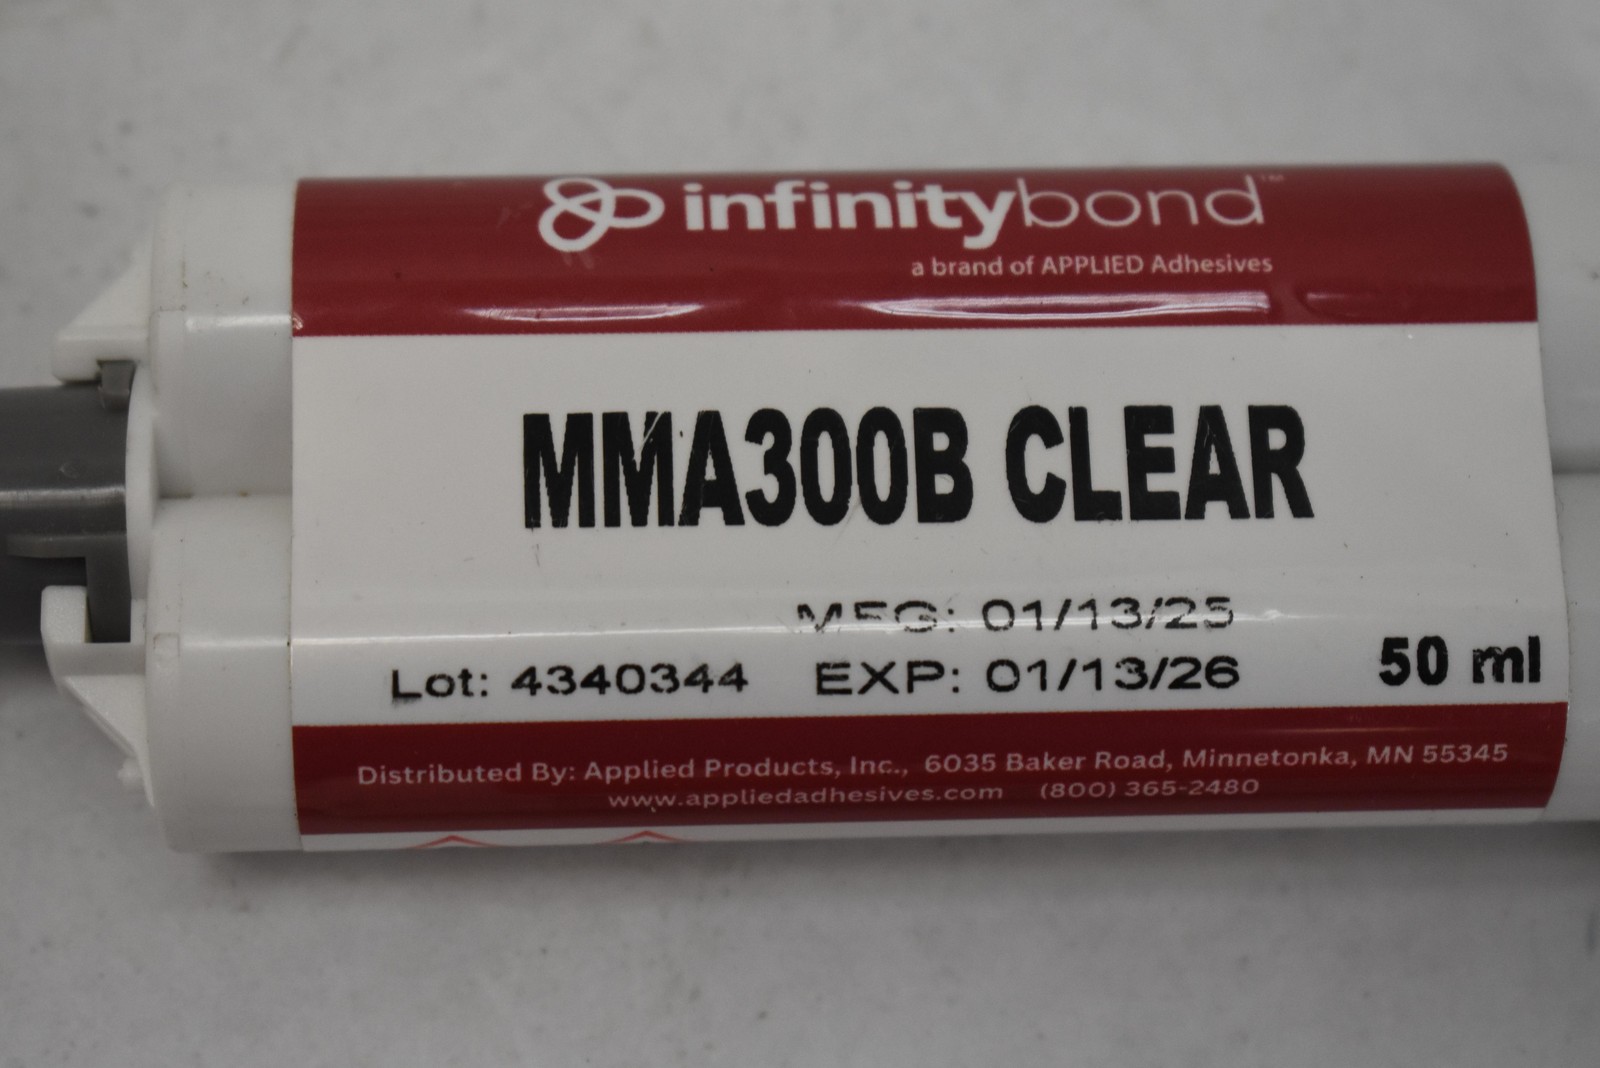 infinitybond™
a brand of APPLIED Adhesives
MMA300B CLEAR
MFG: 01/13/25
Lot: 4340344 EXP: 01/13/26 50 ml
Distributed By: Applied Products, Inc., 6035 Baker Road, Minnetonka, MN 55345
www.appliedadhesives.com (800) 365-2480